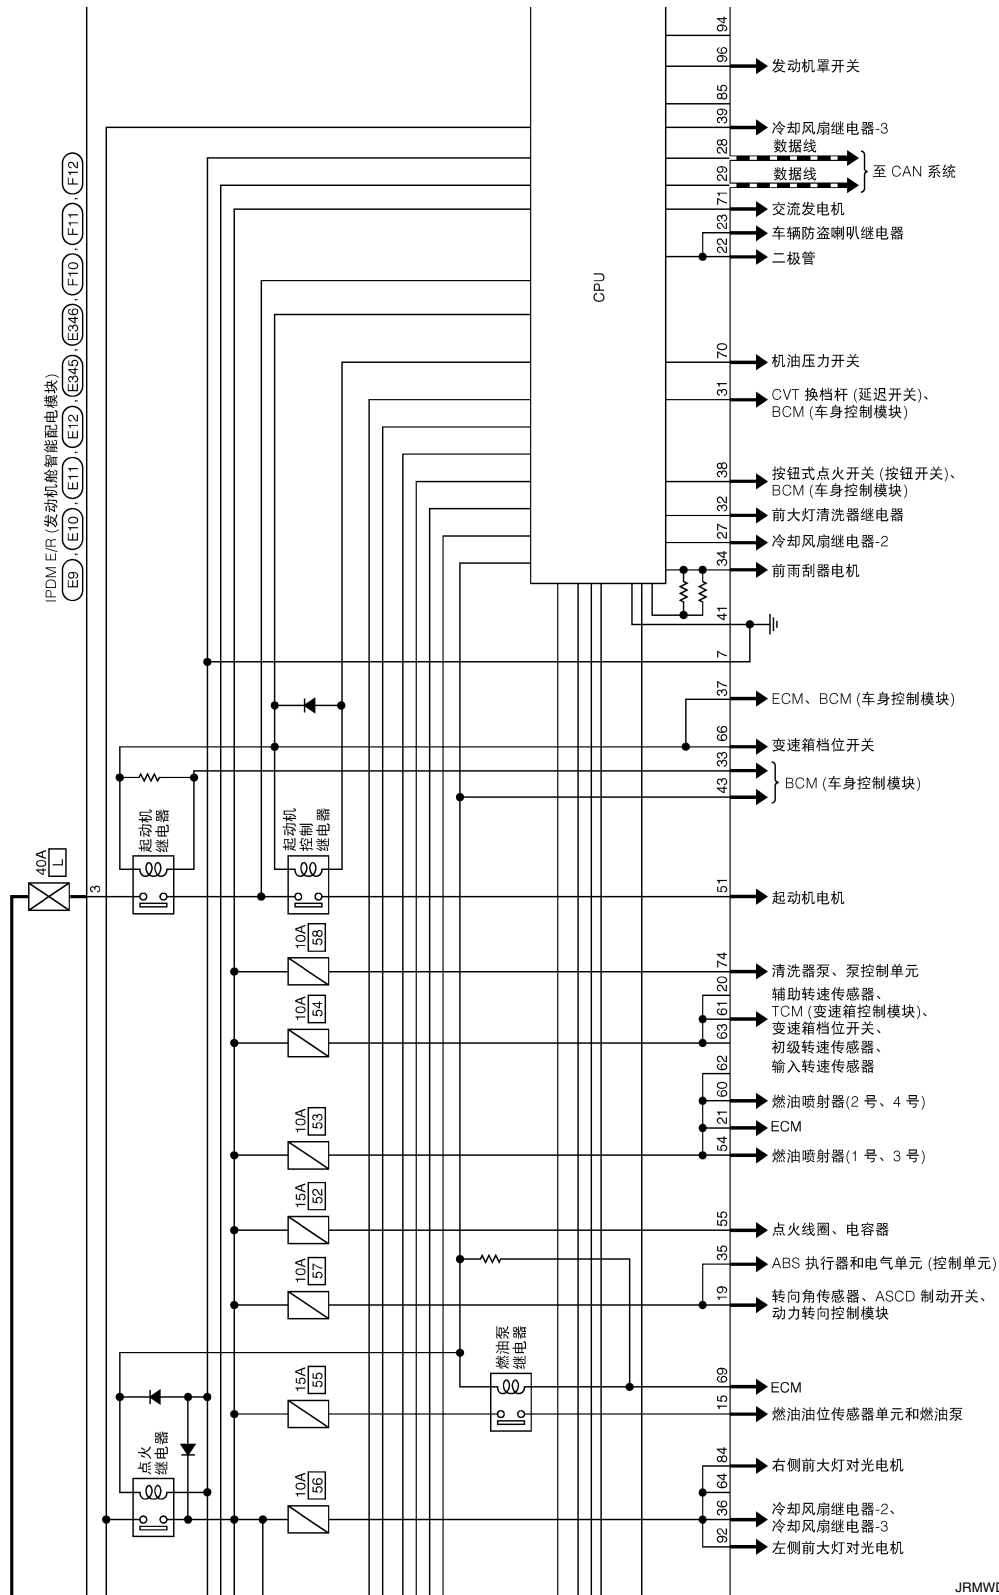 IPDM E/R (发动机舱智能配电模块)
E9 , E10 , E11 , E12 , E345 , E346 , F10 , F11 , F12
CPU
94
96
发动机罩开关
85
39
冷却风扇继电器-3
28
数据线
29
数据线
至 CAN 系统
71
交流发电机
23
车辆防盗喇叭继电器
22
二极管
70
机油压力开关
31
CVT 换档杆 (延迟开关)、
BCM (车身控制模块)
38
按钮式点火开关 (按钮开关)、
BCM (车身控制模块)
32
前大灯清洗器继电器
27
冷却风扇继电器-2
34
前雨刮器电机
41
7
37
ECM、BCM (车身控制模块)
66
变速箱档位开关
33
43
BCM (车身控制模块)
起动机
继电器
起动机
控制
继电器
40A
L
3
51
起动机电机
10A
58
74
清洗器泵、泵控制单元
10A
54
20
61
63
辅助转速传感器、
TCM (变速箱控制模块)、
变速箱档位开关、
初级转速传感器、
输入转速传感器
62
60
燃油喷射器(2 号、4 号)
10A
53
21
ECM
54
燃油喷射器(1 号、3 号)
15A
52
55
点火线圈、电容器
35
ABS 执行器和电气单元 (控制单元)
10A
57
19
转向角传感器、ASCD 制动开关、
动力转向控制模块
燃油泵
继电器
69
ECM
15A
55
15
燃油油位传感器单元和燃油泵
点火
继电器
84
右侧前大灯对光电机
64
10A
56
36
冷却风扇继电器-2、
冷却风扇继电器-3
92
左侧前大灯对光电机